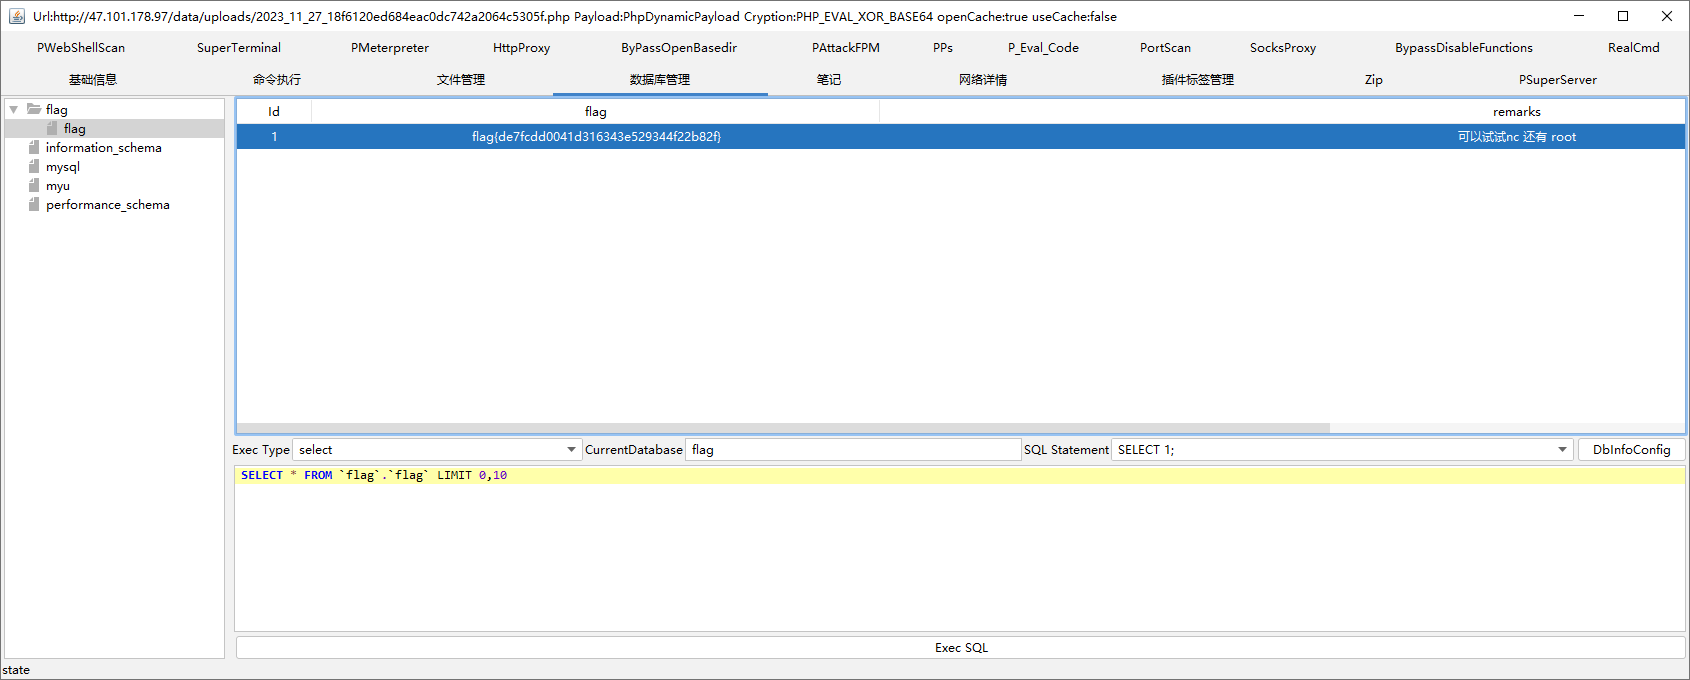 Url:http://47.101.178.97/data/uploads/2023_11_27_18f6120ed684eac0dc742a2064c5305f.php Payload:PhpDynamicPayload Cryption:PHP_EVAL_XOR_BASE64 openCache:true useCache:false
PWebShellScan SuperTerminal PMeterpreter HttpProxy ByPassOpenBasedir PAttackFPM PPs P_Eval_Code PortScan SocksProxy BypassDisableFunctions RealCmd
基础信息 命令执行 文件管理 数据库管理 笔记 网络详情 插件标签管理 Zip PSuperServer
flag
flag
information_schema
mysql
myu
performance_schema
Id flag remarks
1 flag{de7fcdd0041d316343e529344f22b82f} 可以试试nc 还有 root
Exec Type select CurrentDatabase flag SQL Statement SELECT 1; DbInfoConfig
SELECT * FROM `flag`.`flag` LIMIT 0,10
Exec SQL
state